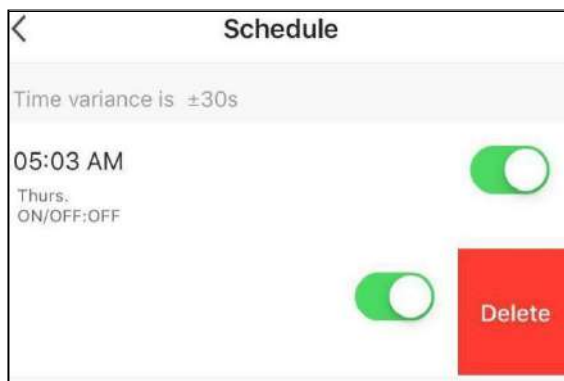 Schedule
Time variance is ±30s
05:03 AM
Thurs.
ON/OFF:OFF
Delete